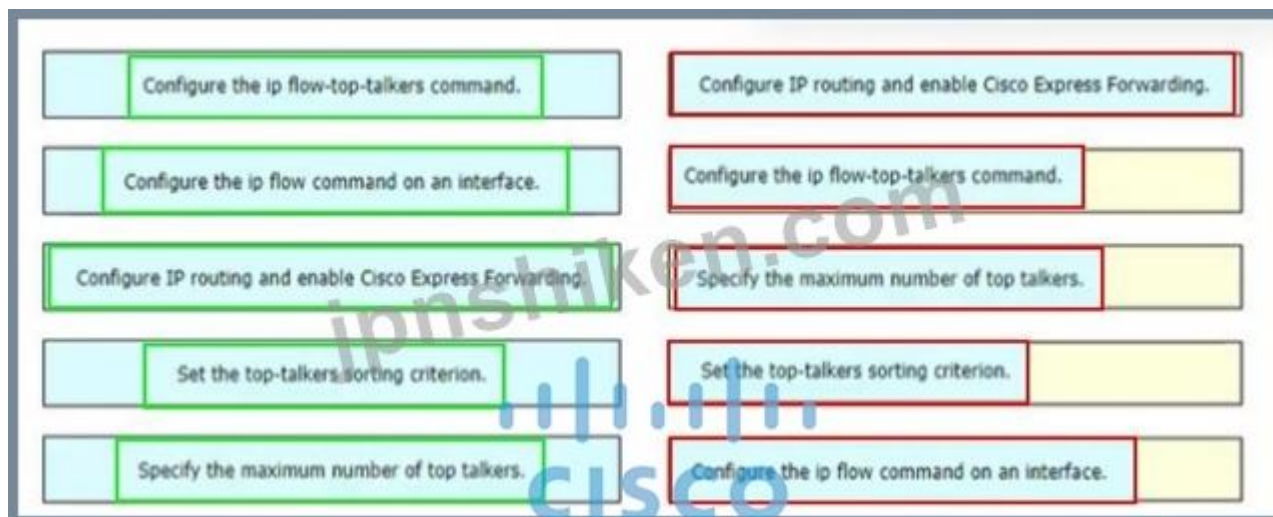 Configure the ip flow-top-talkers command.
Configure the ip flow command on an interface.
Configure IP routing and enable Cisco Express Forwarding.
Set the top-talkers sorting criterion.
Specify the maximum number of top talkers.
Configure IP routing and enable Cisco Express Forwarding.
Configure the ip flow-top-talkers command.
Specify the maximum number of top talkers.
Set the top-talkers sorting criterion.
Configure the ip flow command on an interface.
jpnshiken.com
CISCO